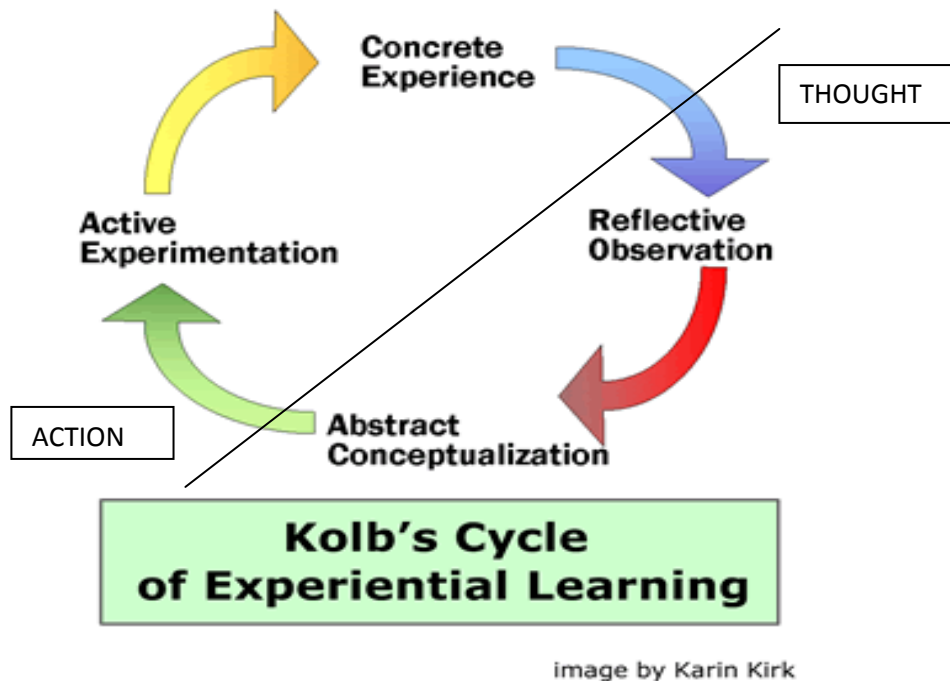 Concrete
Experience
THOUGHT
Reflective
Observation
Active
Experimentation
ACTION
Abstract
Conceptualization
Kolb's Cycle
of Experiential Learning
image by Karin Kirk